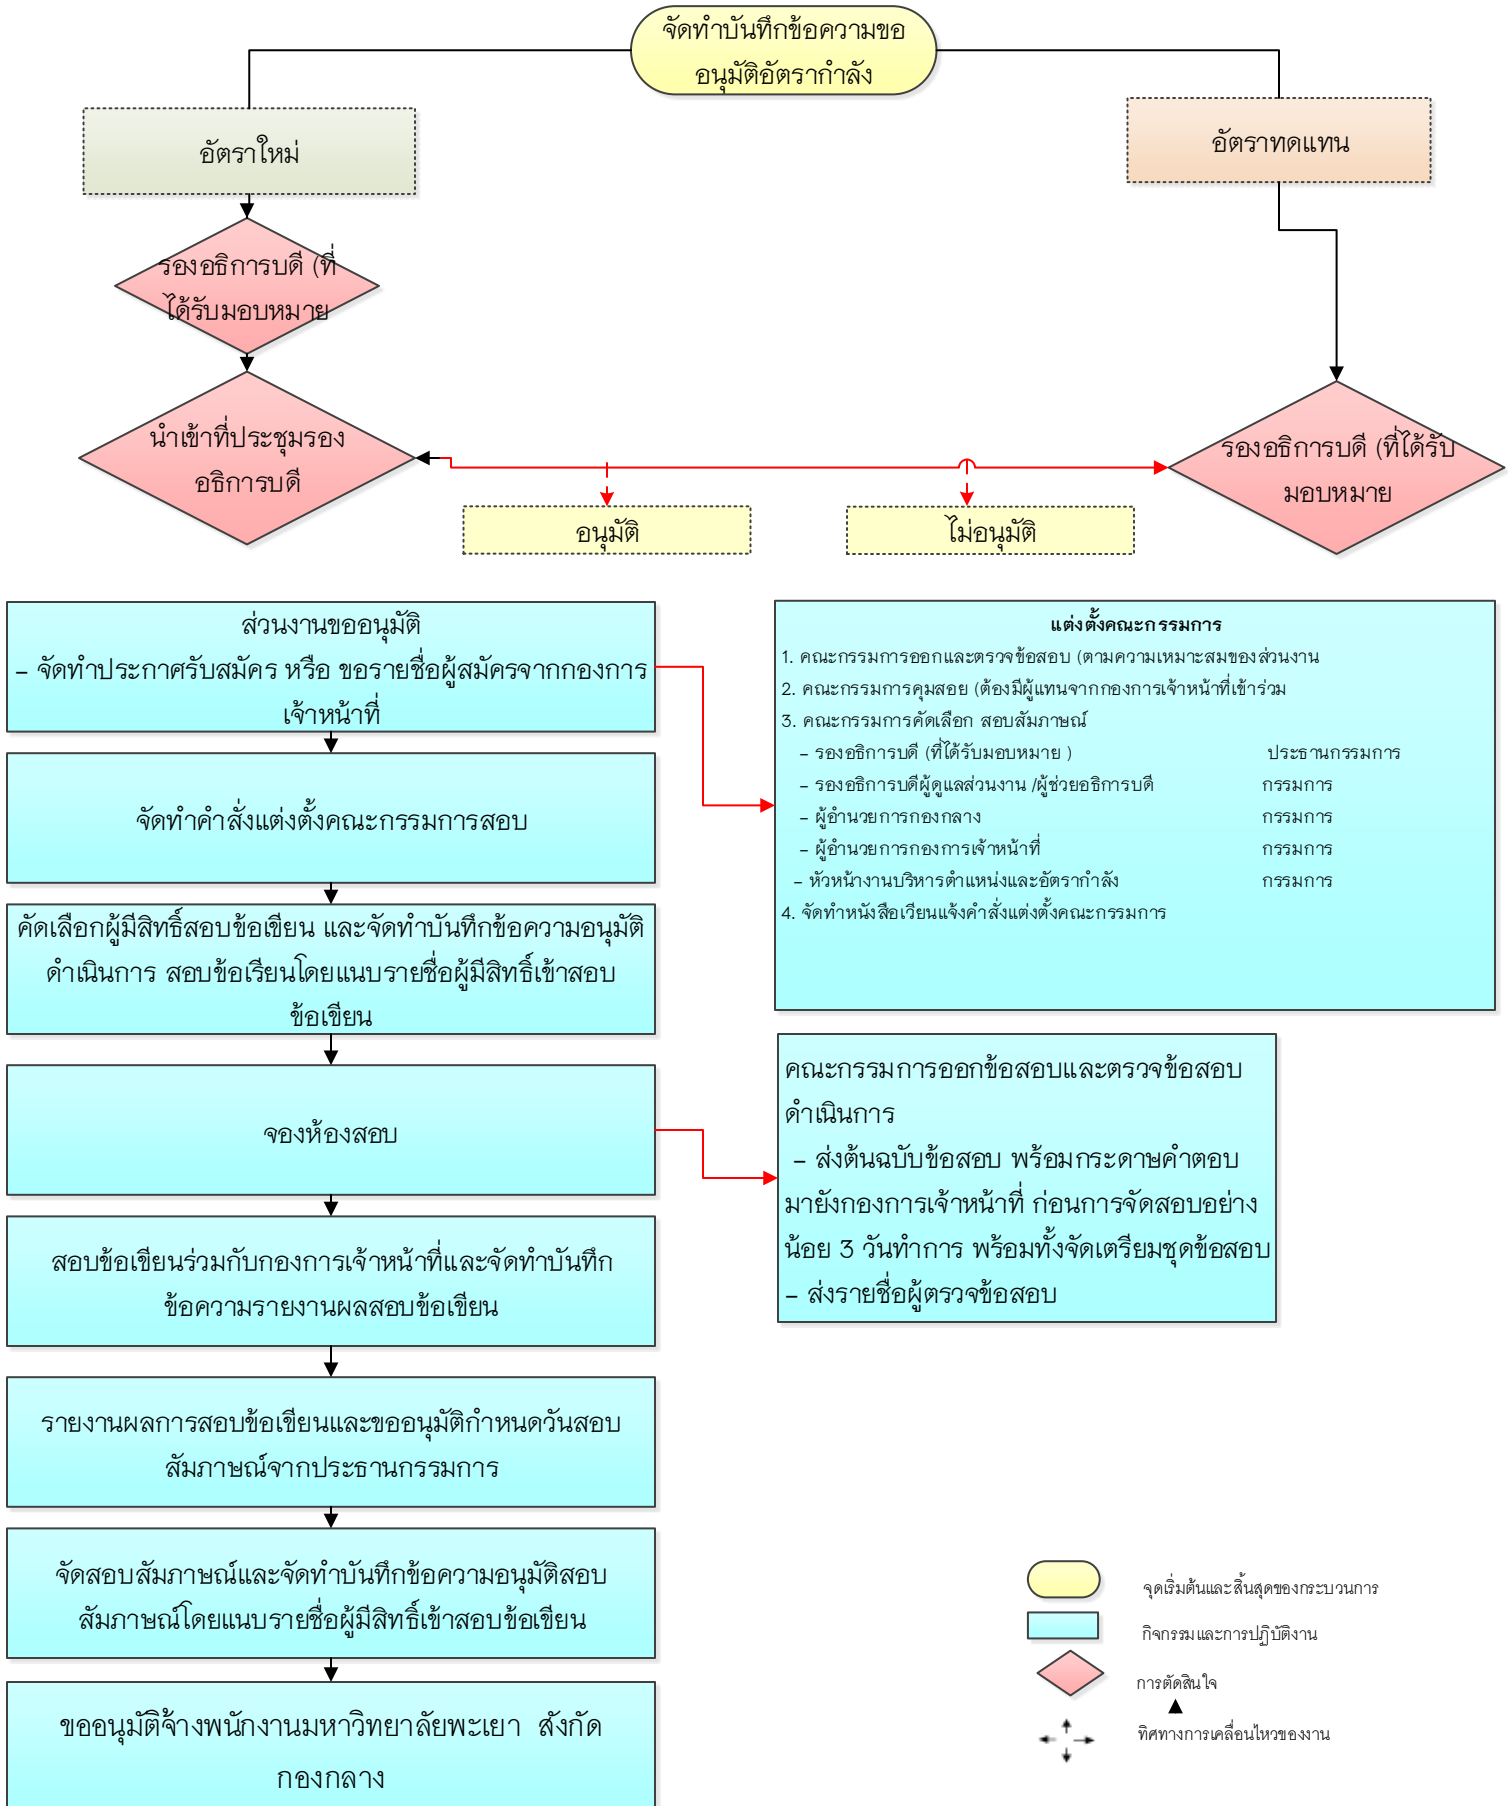 จัดทำบันทึกข้อความขอ
อนุมัติอัตรากำลัง
อัตราใหม่
อัตราทดแทน
รองอธิการบดี (ที่
ได้รับมอบหมาย
นำเข้าที่ประชุมรอง
อธิการบดี
รองอธิการบดี (ที่ได้รับ
มอบหมาย
อนุมัติ
ไม่อนุมัติ
ส่วนงานขออนุมัติ
- จัดทำประกาศรับสมัคร หรือ ขอรายชื่อผู้สมัครจากกองการ
เจ้าหน้าที่
จัดทำคำสั่งแต่งตั้งคณะกรรมการสอบ
คัดเลือกผู้มีสิทธิ์สอบข้อเขียน และจัดทำบันทึกข้อความอนุมัติ
ดำเนินการ สอบข้อเรียนโดยแนบรายชื่อผู้มีสิทธิ์เข้าสอบ
ข้อเขียน
จองห้องสอบ
สอบข้อเขียนร่วมกับกองการเจ้าหน้าที่และจัดทำบันทึก
ข้อความรายงานผลสอบข้อเขียน
รายงานผลการสอบข้อเขียนและขออนุมัติกำหนดวันสอบ
สัมภาษณ์จากประธานกรรมการ
จัดสอบสัมภาษณ์และจัดทำบันทึกข้อความอนุมัติสอบ
สัมภาษณ์โดยแนบรายชื่อผู้มีสิทธิ์เข้าสอบข้อเขียน
ขออนุมัติจ้างพนักงานมหาวิทยาลัยพะเยา สังกัด
กองกลาง
แต่งตั้งคณะกรรมการ
1. คณะกรรมการออกและตรวจข้อสอบ (ตามความเหมาะสมของส่วนงาน
2. คณะกรรมการคุมสอย (ต้องมีผู้แทนจากกองการเจ้าหน้าที่เข้าร่วม
3. คณะกรรมการคัดเลือก สอบสัมภาษณ์
- รองอธิการบดี (ที่ได้รับมอบหมาย ) ประธานกรรมการ
- รองอธิการบดีผู้ดูแลส่วนงาน /ผู้ช่วยอธิการบดี กรรมการ
- ผู้อำนวยการกองกลาง กรรมการ
- ผู้อำนวยการกองการเจ้าหน้าที่ กรรมการ
- หัวหน้างานบริหารตำแหน่งและอัตรากำลัง กรรมการ
4. จัดทำหนังสือเวียนแจ้งคำสั่งแต่งตั้งคณะกรรมการ
คณะกรรมการออกข้อสอบและตรวจข้อสอบ
ดำเนินการ
- ส่งต้นฉบับข้อสอบ พร้อมกระดาษคำตอบ
มายังกองการเจ้าหน้าที่ ก่อนการจัดสอบอย่าง
น้อย 3 วันทำการ พร้อมทั้งจัดเตรียมชุดข้อสอบ
- ส่งรายชื่อผู้ตรวจข้อสอบ
จุดเริ่มต้นและสิ้นสุดของกระบวนการ
กิจกรรมและการปฏิบัติงาน
การตัดสินใจ
ทิศทางการเคลื่อนไหวของงาน